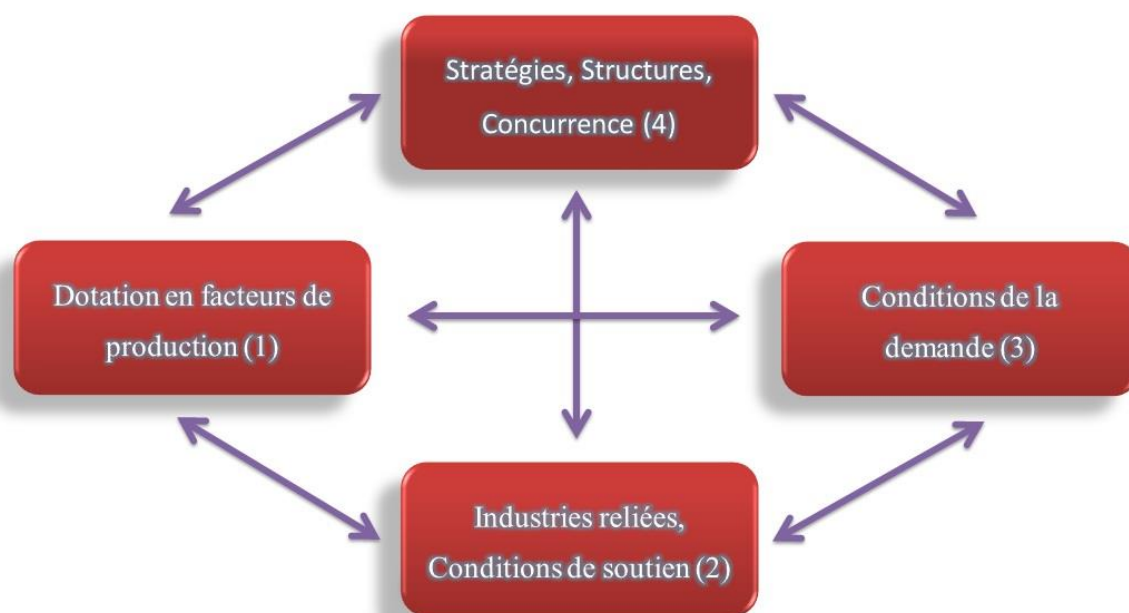 Stratégies, Structures,
Concurrence (4)
Dotation en facteurs de
production (1)
Conditions de la
demande (3)
Industries reliées,
Conditions de soutien (2)